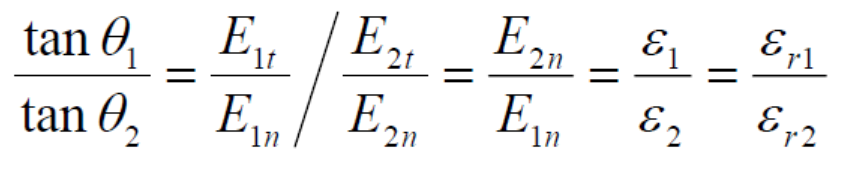 tan θ₁ / tan θ₂ = E₁ₜ / E₁ₙ / E₂ₜ / E₂ₙ = E₂ₙ / E₁ₙ = ε₁ / ε₂ = εᵣ₁ / εᵣ₂